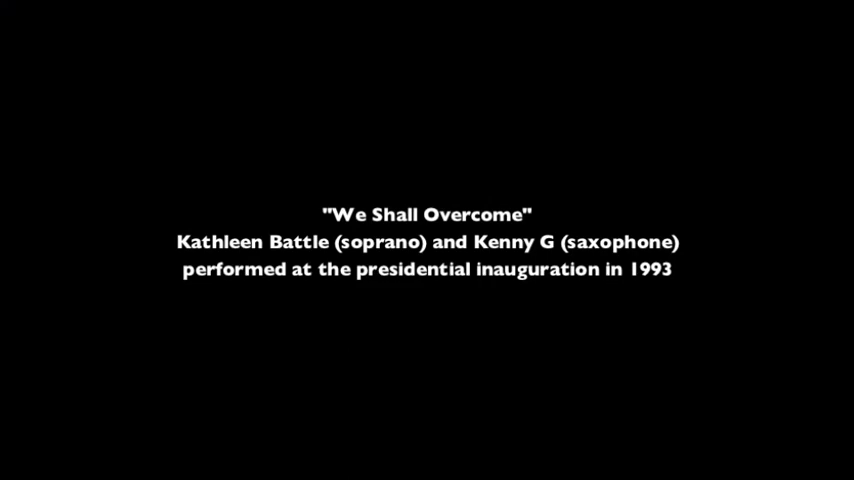 "We Shall Overcome"
Kathleen Battle (soprano) and Kenny G (saxophone)
performed at the presidential inauguration in 1993